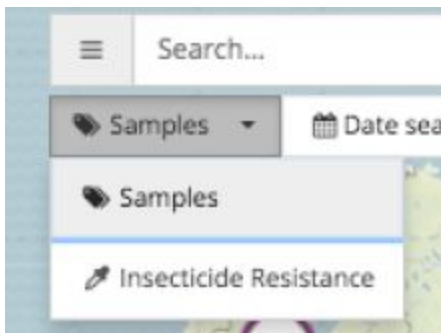 Search...
Samples
Date sea
Samples
Insecticide Resistance